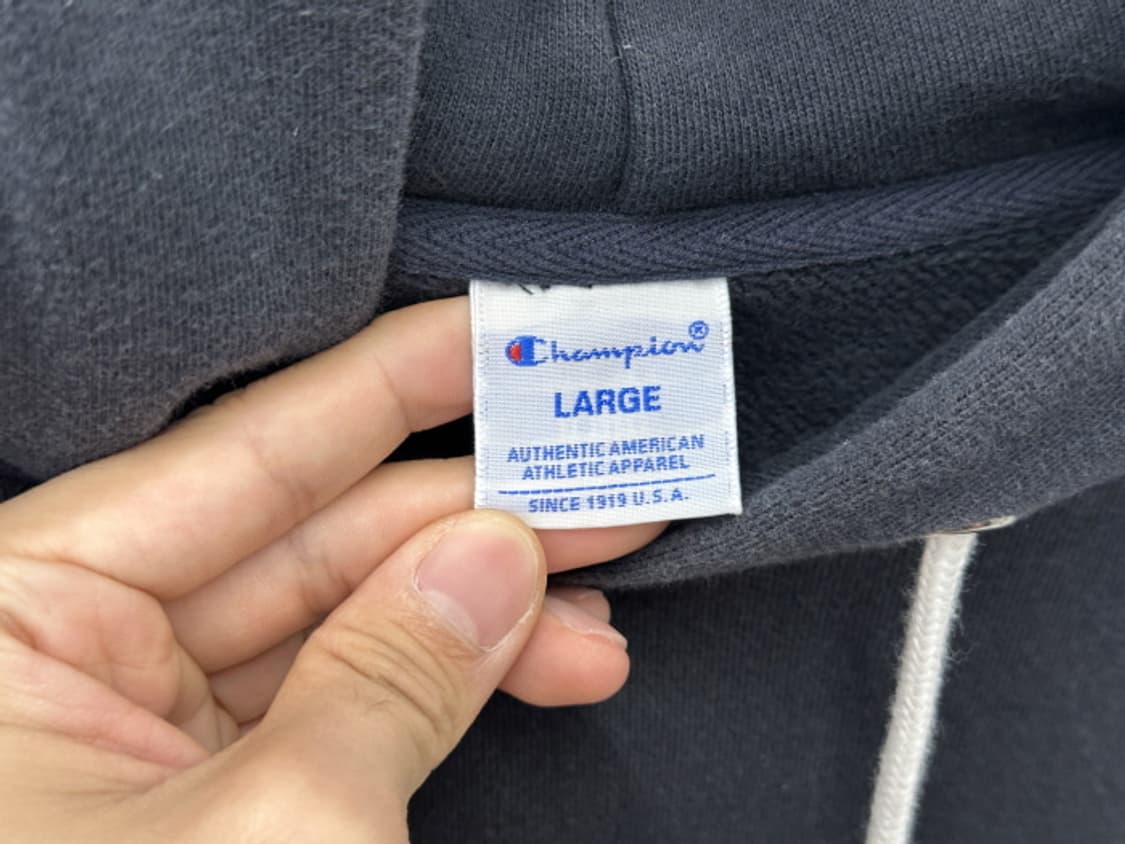 Champion®
LARGE
AUTHENTIC AMERICAN
ATHLETIC APPAREL
SINCE 1919 U.S.A.